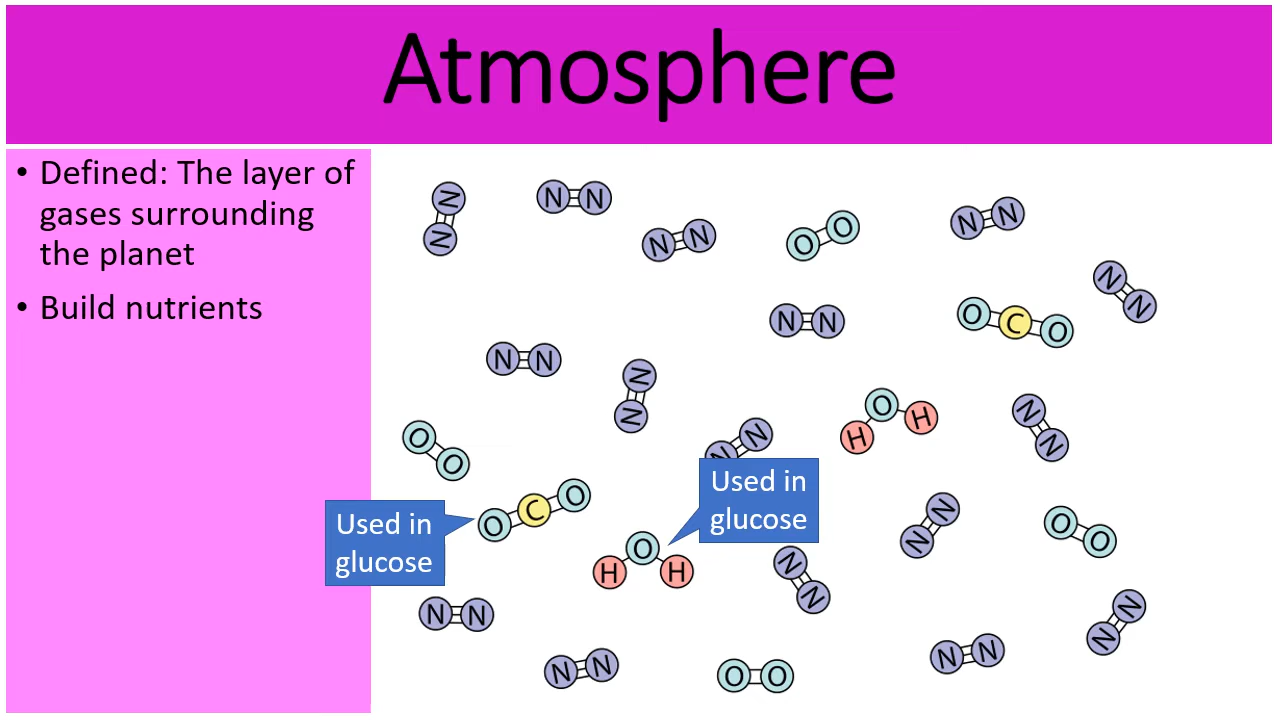 Atmosphere
• Defined: The layer of
gases surrounding
the planet
• Build nutrients
N N
N N
N N
O O
N N
N N
N N
O C O
N N
N N
O H H
N N
O O
N N
Used in
glucose
Used in
glucose
O C O
H O H
N N
N N
O O
N N
N N
N N
O O
N N